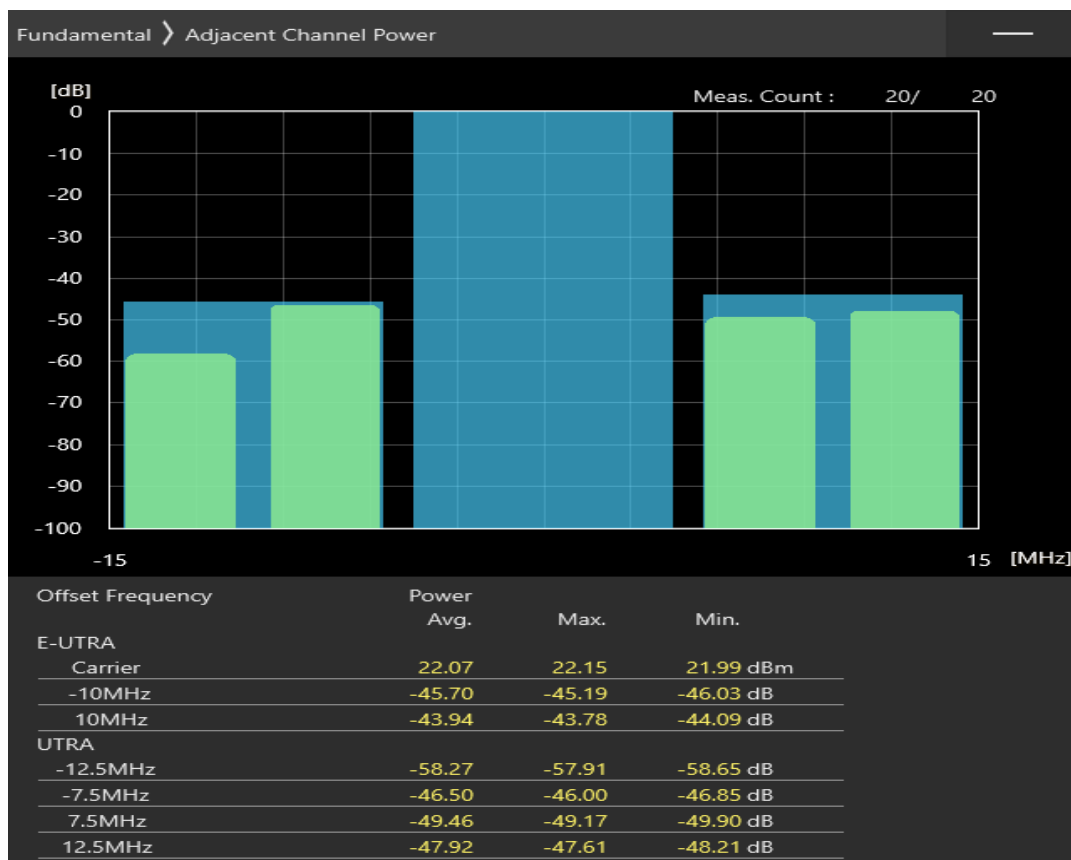 Fundamental ❯ Adjacent Channel Power
[dB]
Meas. Count : 20/ 20
0
-10
-20
-30
-40
-50
-60
-70
-80
-90
-100
-15 15 [MHz]
Offset Frequency Power
Avg. Max. Min.
E-UTRA
Carrier 22.07 22.15 21.99 dBm
-10MHz -45.70 -45.19 -46.03 dB
10MHz -43.94 -43.78 -44.09 dB
UTRA
-12.5MHz -58.27 -57.91 -58.65 dB
-7.5MHz -46.50 -46.00 -46.85 dB
7.5MHz -49.46 -49.17 -49.90 dB
12.5MHz -47.92 -47.61 -48.21 dB